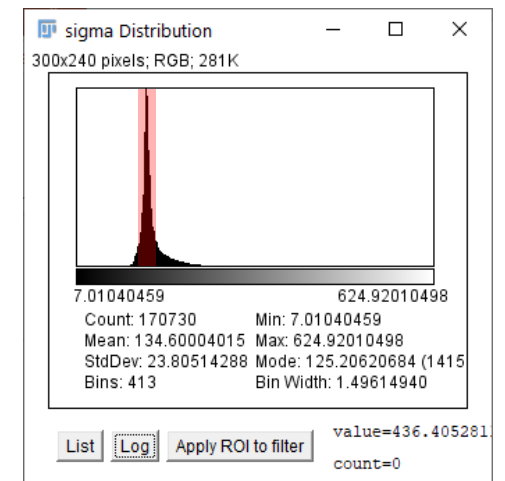 sigma Distribution
300x240 pixels; RGB; 281K
7.01040459 624.92010498
Count: 170730 Min: 7.01040459
Mean: 134.60004015 Max: 624.92010498
StdDev: 23.80514288 Mode: 125.20620684 (1415
Bins: 413 Bin Width: 1.49614940
List Log Apply ROI to filter value=436.405281
count=0